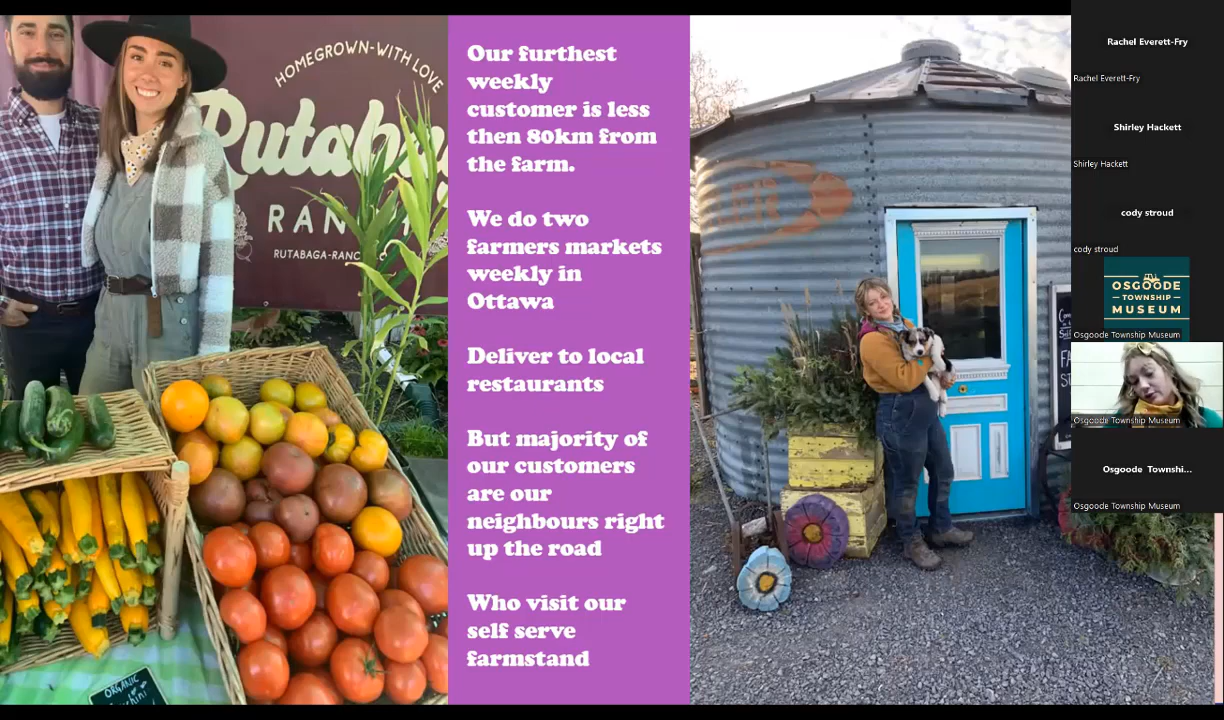 HOMEGROWN-WITH LOVE
RUTABAGA-RANC
ORGANIC
Our furthest
weekly
customer is less
then 80km from
the farm.
We do two
farmers markets
weekly in
Ottawa
Deliver to local
restaurants
But majority of
our customers
are our
neighbours right
up the road
Who visit our
self serve
farmstand
LER
Rachel Everett-Fry
Rachel Everett-Fry
Shirley Hackett
Shirley Hackett
cody stroud
cody stroud
OSGOODE
TOWNSHIP
MUSEUM
Osgoode Township Museum
Osgoode Township Museum
Osgoode Townshi...
Osgoode Township Museum